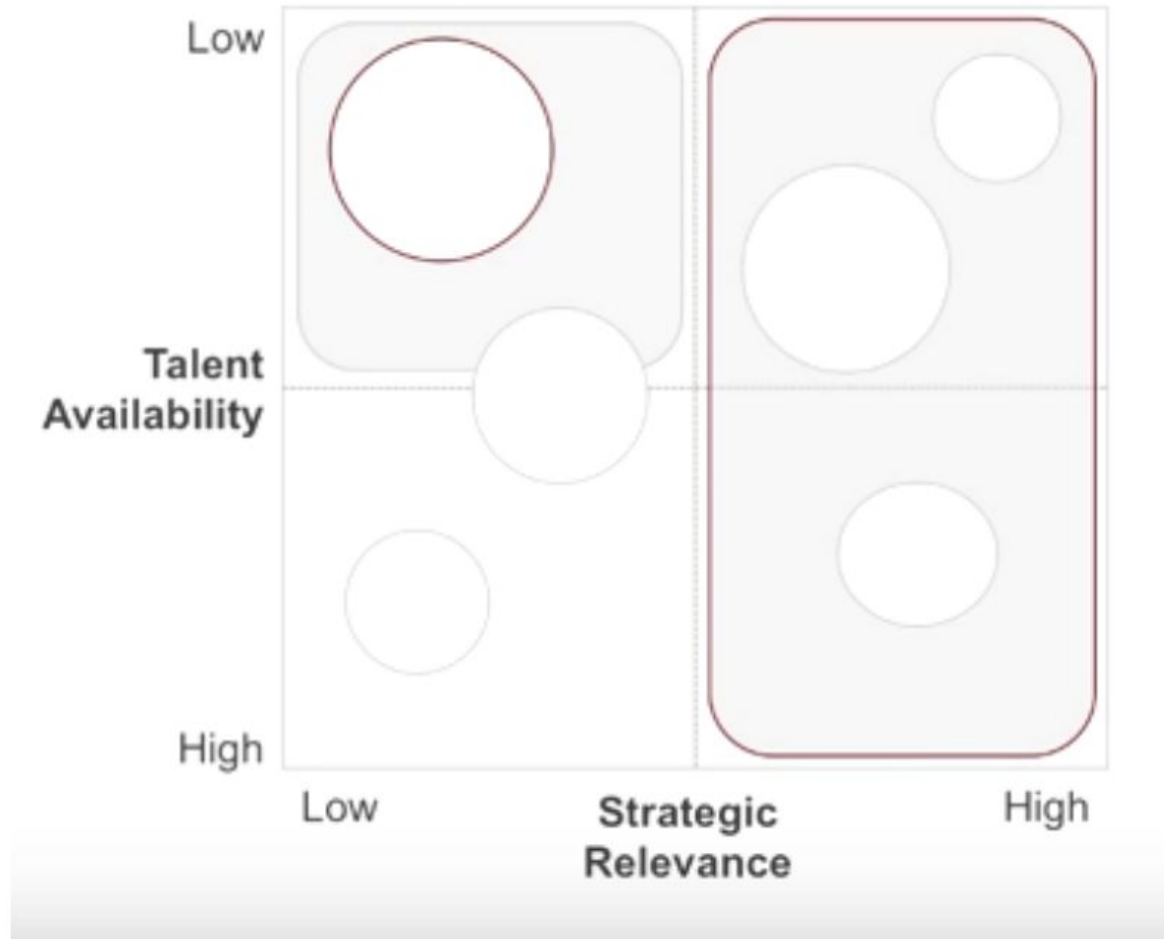 Low
Talent
Availability
High
Low
Strategic
Relevance
High